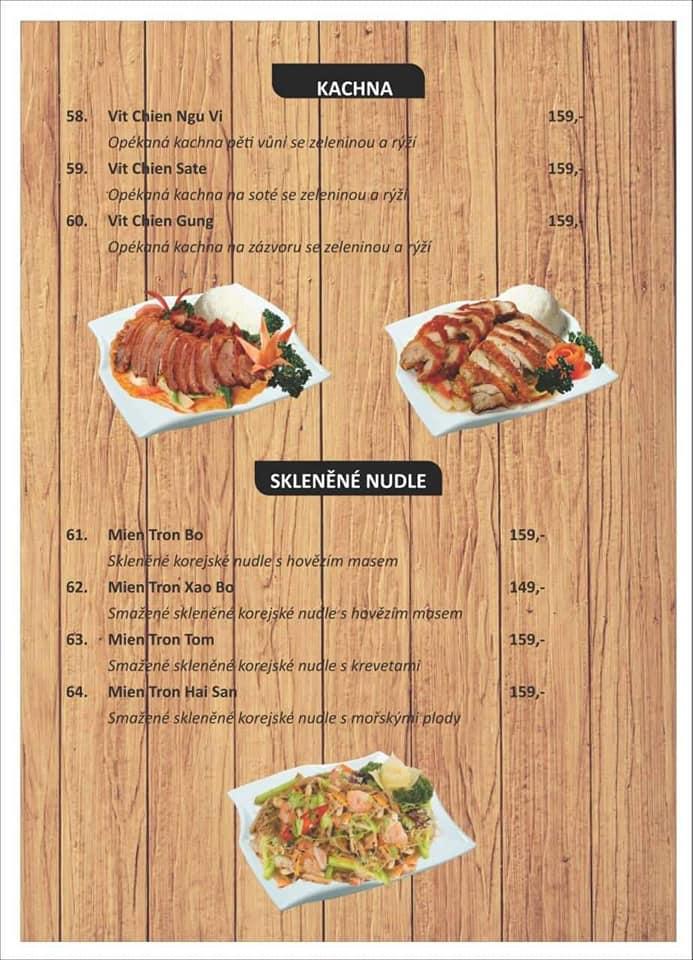 KACHNA
58. Vit Chien Ngu Vi 159,-
Opékaná kachna pěti vůní se zeleninou a rýží
59. Vit Chien Sate 159,-
Opékaná kachna na soté se zeleninou a rýží
60. Vit Chien Gung 159,-
Opékaná kachna na zázvoru se zeleninou a rýží
SKLENĚNÉ NUDLE
61. Mien Tron Bo 159,-
Skleněné korejské nudle s hovězím masem
62. Mien Tron Xao Bo 149,-
Smažené skleněné korejské nudle s hovězím masem
63. Mien Tron Tom 159,-
Smažené skleněné korejské nudle s krevetami
64. Mien Tron Hai San 159,-
Smažené skleněné korejské nudle s mořskými plody